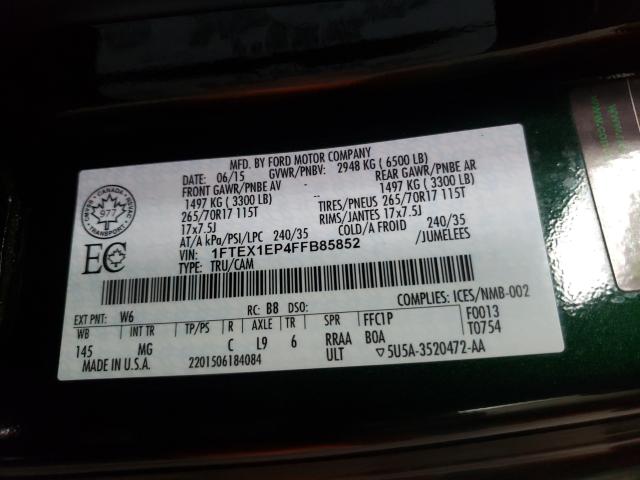 MFD. BY FORD MOTOR COMPANY
DATE: 06/15 GVWR/PNBV: 2948 KG ( 6500 LB)
FRONT GAWR/PNBE AV REAR GAWR/PNBE AR
1497 KG ( 3300 LB) 1497 KG ( 3300 LB)
265/70R17 115T TIRES/PNEUS 265/70R17 115T
17x7.5J RIMS/JANTES 17x7.5J
AT/A kPa/PSI/LPC 240/35 COLD/A FROID 240/35
VIN: 1FTEX1EP4FFB85852 /JUMELEES
TYPE: TRU/CAM
CANADA
977
TRANSPORT
EC
EXT PNT: W6 RC: B8 DSO: COMPLIES: ICES/NMB-002
WB INT TR TP/PS R AXLE TR SPR FFC1P F0013
145 MG C L9 6 RRAA BOA T0754
MADE IN U.S.A. 2201506184084 ULT ▽5U5A-3520472-AA